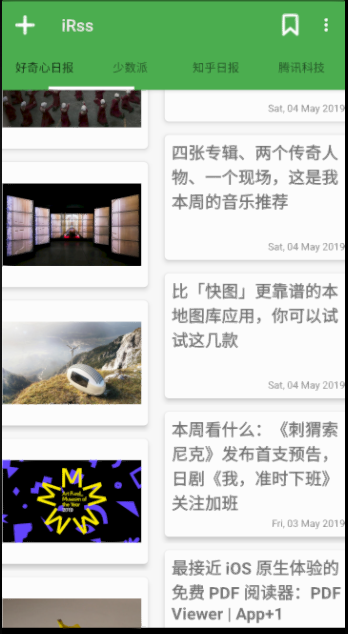 iRss
好奇心日报
少数派
知乎日报
腾讯科技
Sat, 04 May 2019
四张专辑、两个传奇人
物、一个现场，这是我
本周的音乐推荐
Sat, 04 May 2019
比「快图」更靠谱的本
地图库应用，你可以试
试这几款
Sat, 04 May 2019
本周看什么：《刺猬索
尼克》发布首支预告，
日剧《我，准时下班》
关注加班
Fri, 03 May 2019
M
Art Fund_
Museum of
the Year
2019
最接近 iOS 原生体验的
免费 PDF 阅读器：PDF
Viewer | App+1